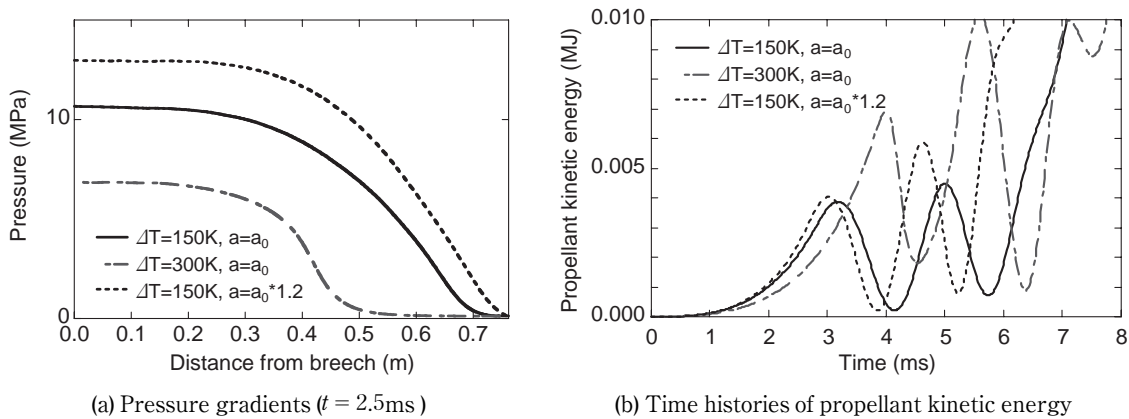 10
0
0.0 0.1 0.2 0.3 0.4 0.5 0.6 0.7
Pressure (MPa)
Distance from breech (m)
ΔT=150K, a=a₀
ΔT=300K, a=a₀
ΔT=150K, a=a₀*1.2
(a) Pressure gradients (t = 2.5ms )
0.010
0.005
0.000
0 1 2 3 4 5 6 7 8
Propellant kinetic energy (MJ)
Time (ms)
ΔT=150K, a=a₀
ΔT=300K, a=a₀
ΔT=150K, a=a₀*1.2
(b) Time histories of propellant kinetic energy